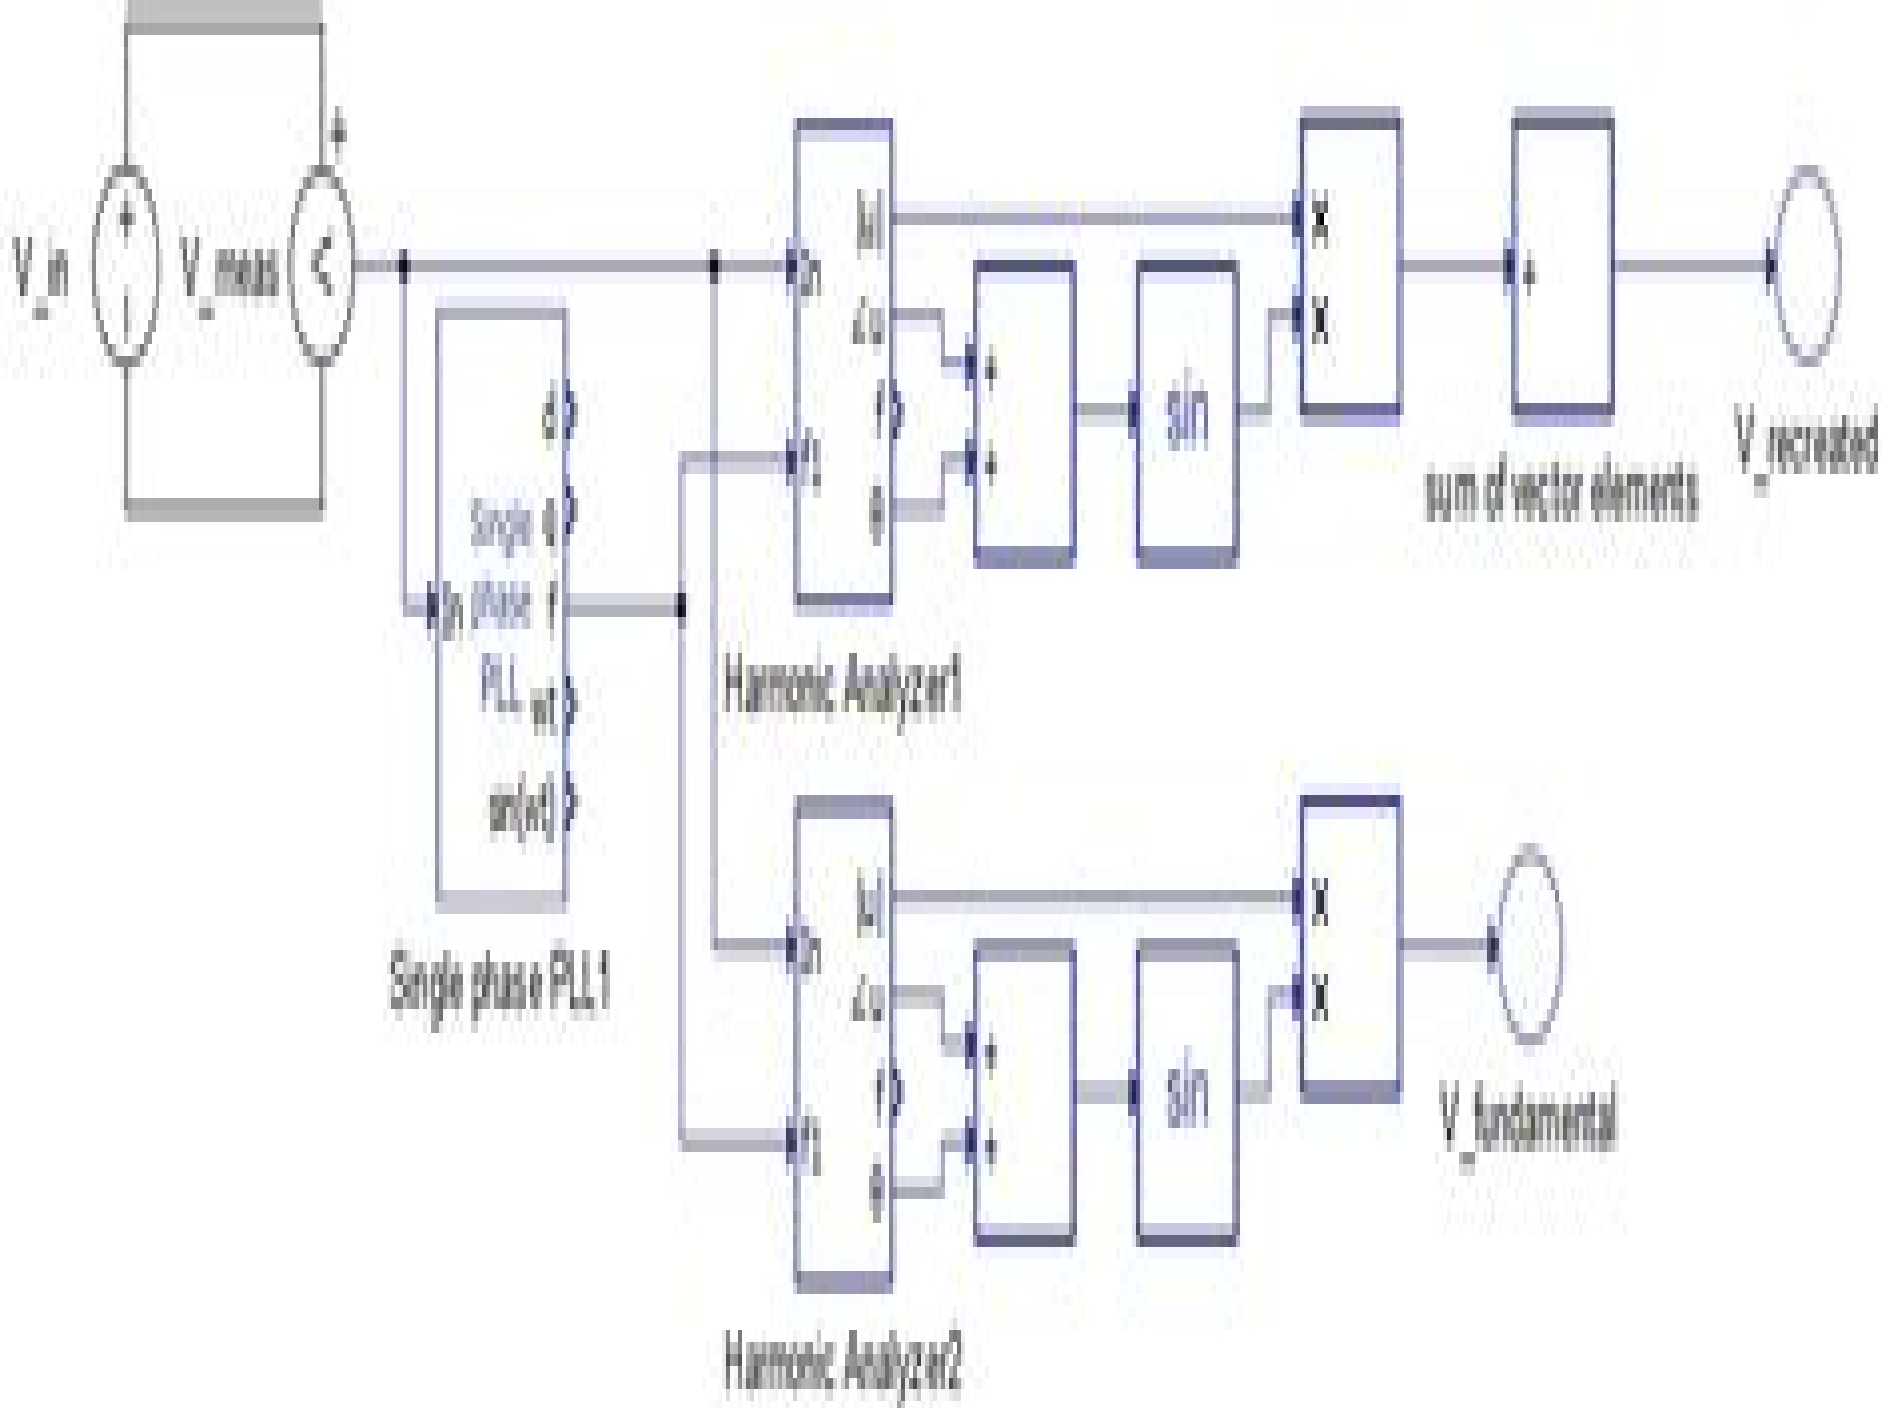 V_in
V_meas
+
|u|
∠u
f
θ
In
f1
+
+
sin
X
X
+
V_recreated
sum of vector elements
Harmonic Analyzer1
In
Single
phase
PLL
d
q
f
wt
sin(wt)
Single phase PLL1
In
f1
|u|
∠u
f
θ
+
+
sin
X
X
V_fundamental
Harmonic Analyzer2